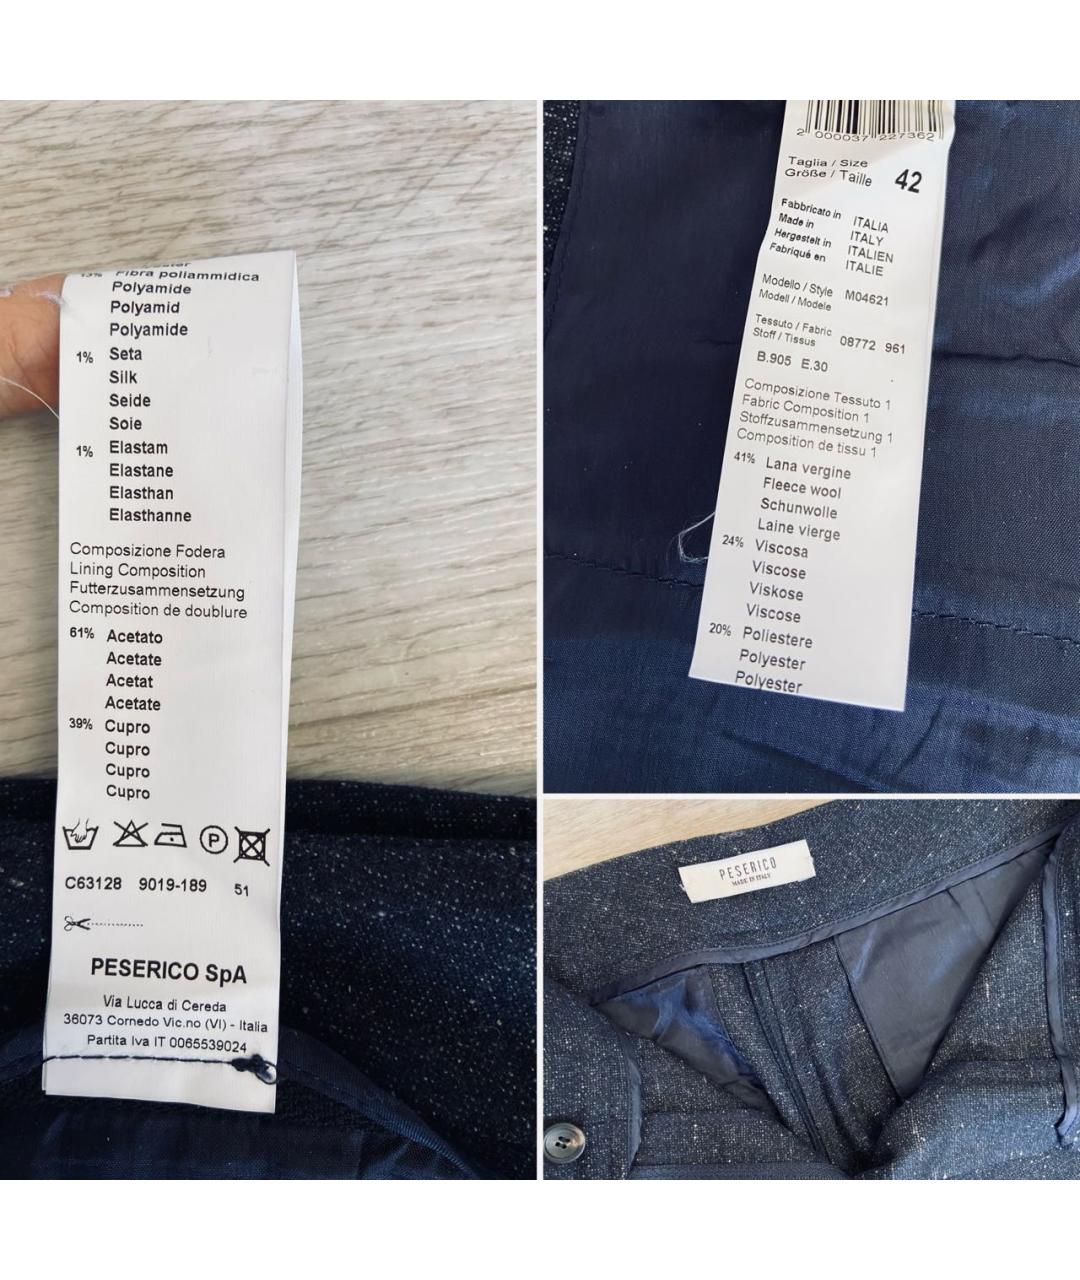 13% Fibra poliammidica
Polyamide
Polyamid
Polyamide
1% Seta
Silk
Seide
Soie
1% Elastam
Elastane
Elasthan
Elasthanne
Composizione Fodera
Lining Composition
Futterzusammensetzung
Composition de doublure
61% Acetato
Acetate
Acetat
Acetate
39% Cupro
Cupro
Cupro
Cupro
P
C63128 9019-189 51
PESERICO SpA
Via Lucca di Cereda
36073 Cornedo Vic.no (VI) - Italia
Partita Iva IT 0065539024
2 000037 227362
Taglia / Size
Größe / Taille 42
Fabbricato in ITALIA
Made in ITALY
Hergestelt in ITALIEN
Fabriqué en ITALIE
Modello / Style M04621
Modell / Modele
Tessuto / Fabric 08772 961
Stoff / Tissus
B.905 E.30
Composizione Tessuto 1
Fabric Composition 1
Stoffzusammensetzung 1
Composition de tissu 1
41% Lana vergine
Fleece wool
Schunwolle
Laine vierge
24% Viscosa
Viscose
Viskose
Viscose
20% Poliestere
Polyester
Polyester
PESERICO
MADE IN ITALY